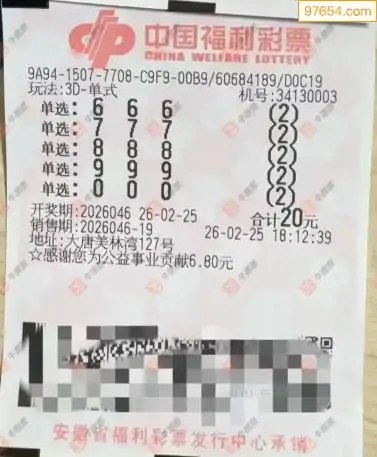 97654.com
中国福利彩票
CHINA WELFARE LOTTERY
9A94-1507-7708-C9F9-00B9/60684189/D0C19
玩法:3D-单式 机号:34130003
单选: 6 6 6 (2)
单选: 7 7 7 (2)
单选: 8 8 8 (2)
单选: 9 9 9 (2)
单选: 0 0 0 (2)
开奖期:2026046 26-02-25 合计20元
销售期:2026046-19 26-02-25 18:12:39
地址:大唐美林湾127号
☆感谢您为公益事业贡献6.80元
安徽省福利彩票发行中心承销